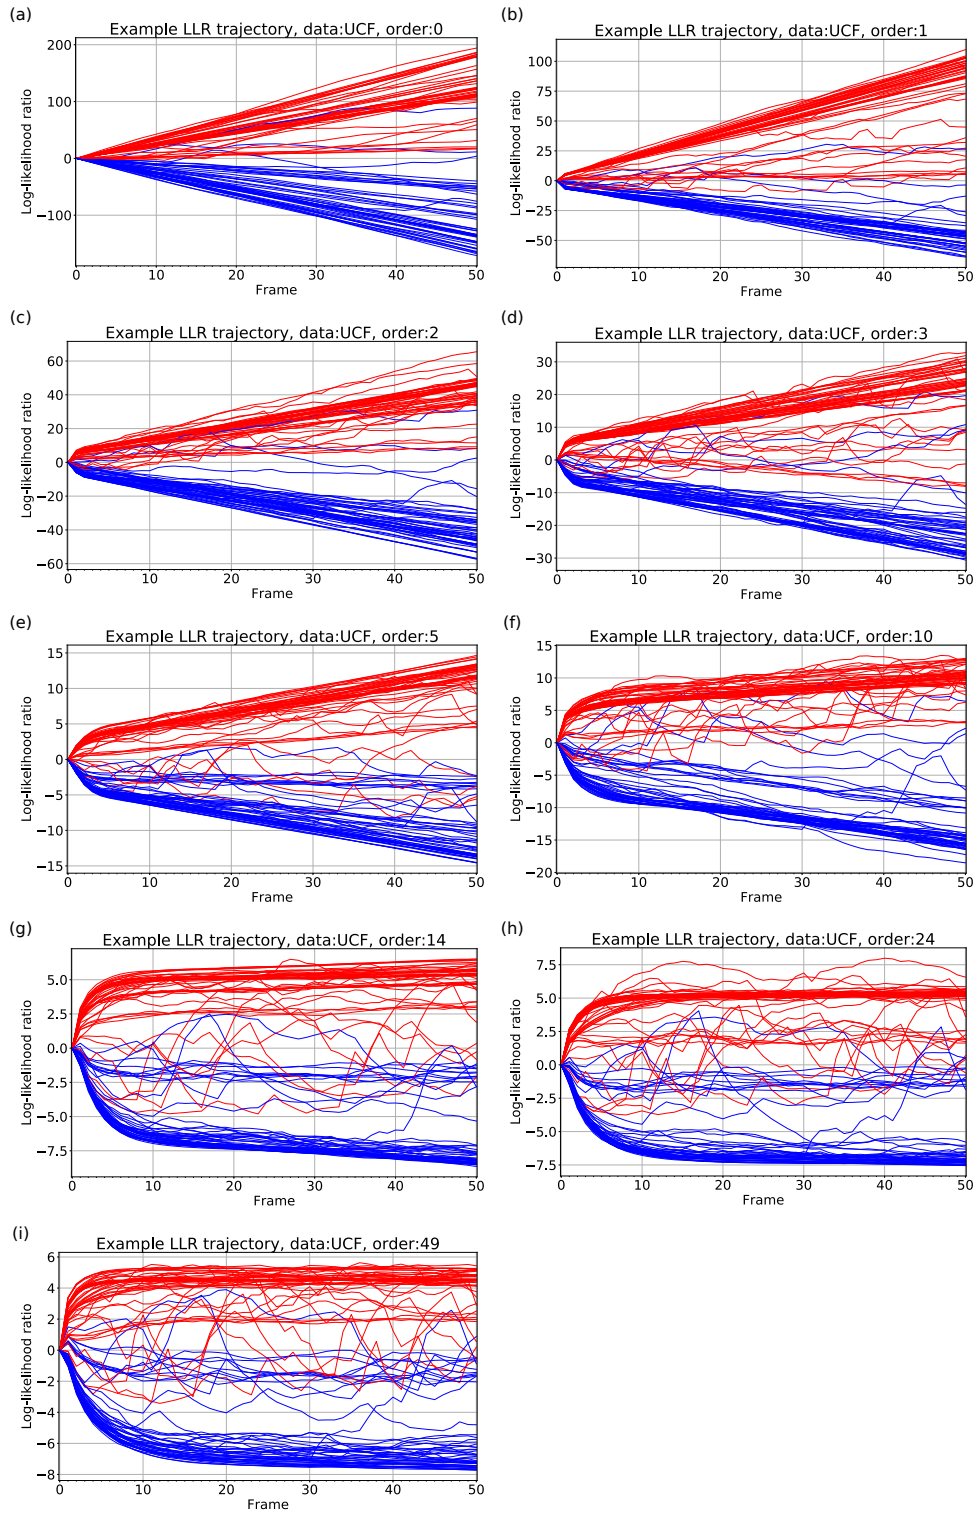 (a)
Example LLR trajectory, data:UCF, order:0
Log-likelihood ratio
200
100
0
−100
0 10 20 30 40 50
Frame
(b)
Example LLR trajectory, data:UCF, order:1
Log-likelihood ratio
100
75
50
25
0
−25
−50
0 10 20 30 40 50
Frame
(c)
Example LLR trajectory, data:UCF, order:2
Log-likelihood ratio
60
40
20
0
−20
−40
−60
0 10 20 30 40 50
Frame
(d)
Example LLR trajectory, data:UCF, order:3
Log-likelihood ratio
30
20
10
0
−10
−20
−30
0 10 20 30 40 50
Frame
(e)
Example LLR trajectory, data:UCF, order:5
Log-likelihood ratio
15
10
5
0
−5
−10
−15
0 10 20 30 40 50
Frame
(f)
Example LLR trajectory, data:UCF, order:10
Log-likelihood ratio
15
10
5
0
−5
−10
−15
−20
0 10 20 30 40 50
Frame
(g)
Example LLR trajectory, data:UCF, order:14
Log-likelihood ratio
5.0
2.5
0.0
−2.5
−5.0
−7.5
0 10 20 30 40 50
Frame
(h)
Example LLR trajectory, data:UCF, order:24
Log-likelihood ratio
7.5
5.0
2.5
0.0
−2.5
−5.0
−7.5
0 10 20 30 40 50
Frame
(i)
Example LLR trajectory, data:UCF, order:49
Log-likelihood ratio
6
4
2
0
−2
−4
−6
−8
0 10 20 30 40 50
Frame